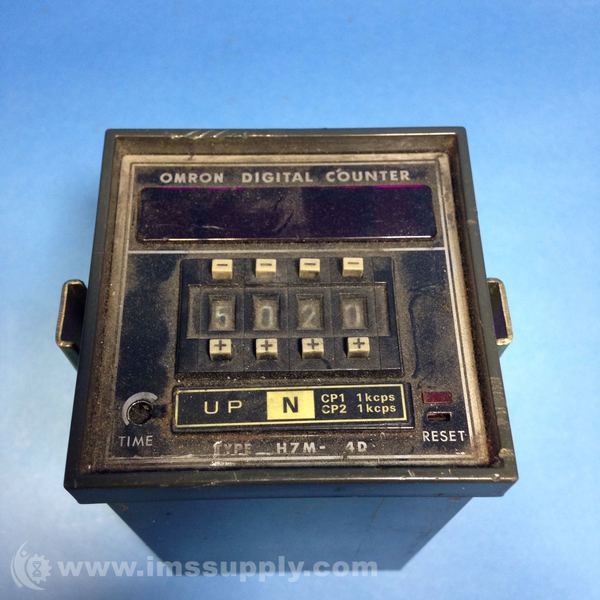 OMRON DIGITAL COUNTER
- - - -
5 0 2 0
+ + + +
UP N CP1 1kcps
CP2 1kcps
TIME
RESET
TYPE H7M- 4D
www.imssupply.com